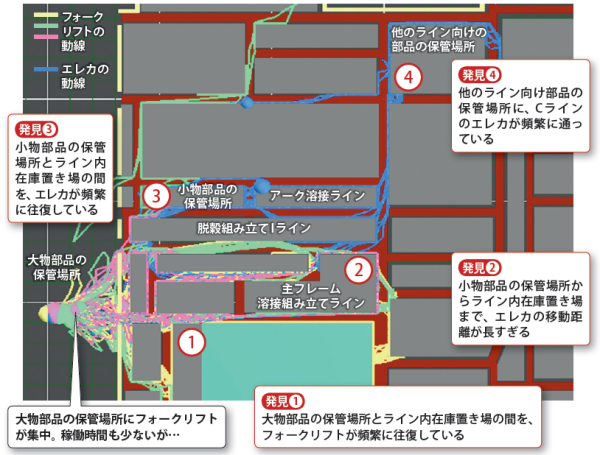 フォーク
リフトの
動線
エレカの
動線
他のライン向けの
部品の保管場所
④
発見④
他のライン向け部品の
保管場所に、Cライン
のエレカが頻繁に通っ
ている
発見③
小物部品の保管
場所とライン内
在庫置き場の間
を、エレカが頻繁
に往復している
③
小物部品の
保管場所
アーク溶接ライン
脱穀組み立てIライン
大物部品の
保管場所
②
主フレーム
溶接組み立てライン
発見②
小物部品の保管場所か
らライン内在庫置き場
まで、エレカの移動距
離が長すぎる
①
発見①
大物部品の保管場所とライン内在庫置き場の間を、
フォークリフトが頻繁に往復している
大物部品の保管場所にフォークリフト
が集中。稼働時間も少ないが…